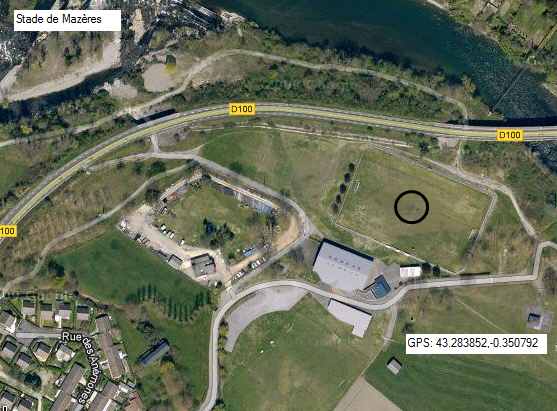 Stade de Mazères
D100
D100
100
GPS: 43.283852,-0.350792
Rue des Anémones